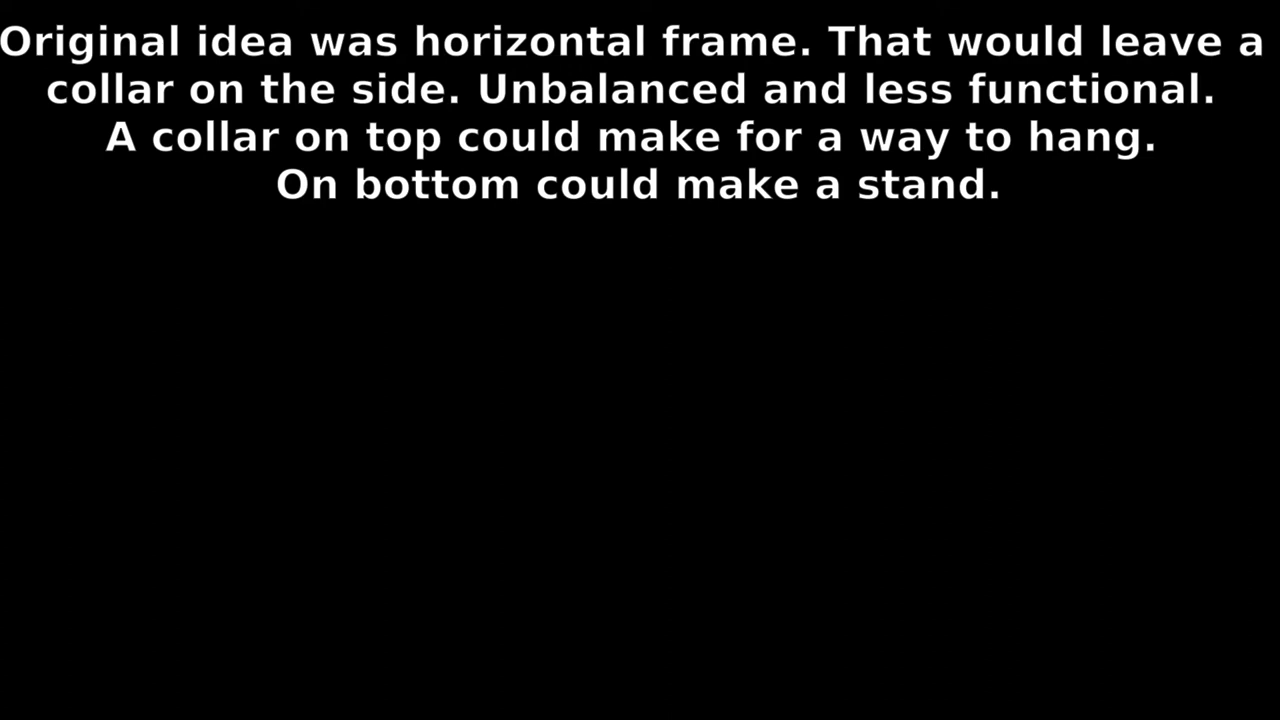 Original idea was horizontal frame. That would leave a
collar on the side. Unbalanced and less functional.
A collar on top could make for a way to hang.
On bottom could make a stand.